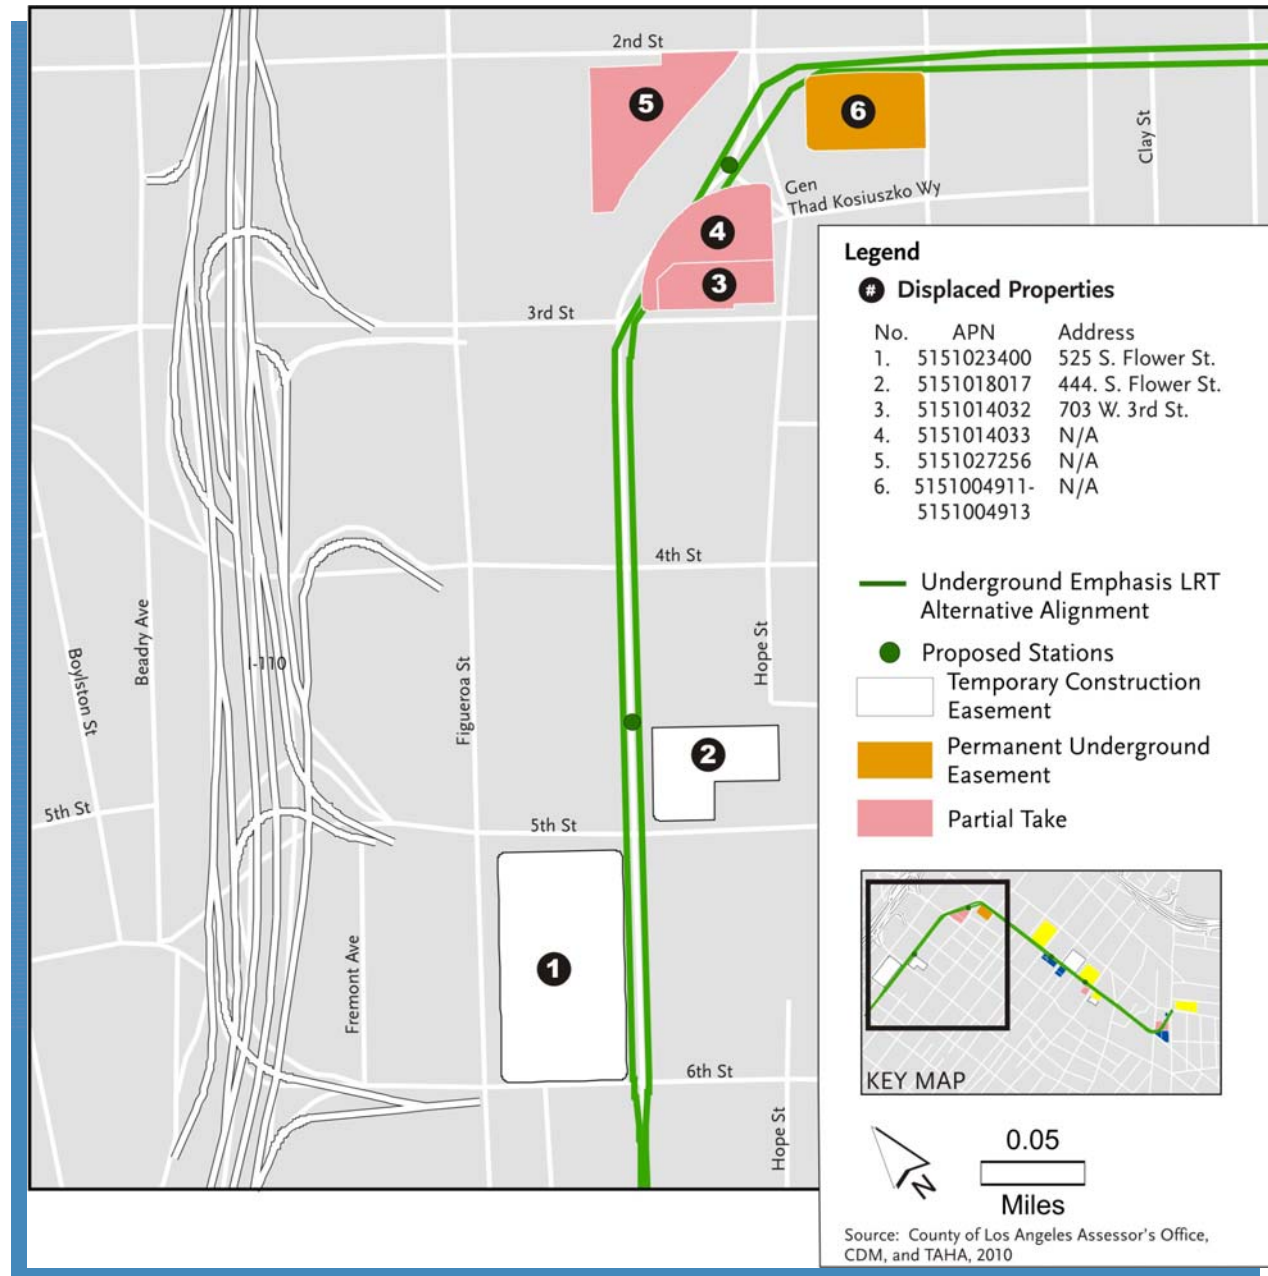 2nd St
5
6
Clay St
Gen
Thad Kosiuszko Wy
4
3
3rd St
4th St
Boylston St
Beadry Ave
I-110
Figueroa St
Hope St
2
5th St
5th St
1
Fremont Ave
6th St
Hope St
Legend
# Displaced Properties
No. APN Address
1. 5151023400 525 S. Flower St.
2. 5151018017 444. S. Flower St.
3. 5151014032 703 W. 3rd St.
4. 5151014033 N/A
5. 5151027256 N/A
6. 5151004911- N/A
5151004913
Underground Emphasis LRT
Alternative Alignment
Proposed Stations
Temporary Construction
Easement
Permanent Underground
Easement
Partial Take
KEY MAP
N
0.05
Miles
Source: County of Los Angeles Assessor's Office,
CDM, and TAHA, 2010